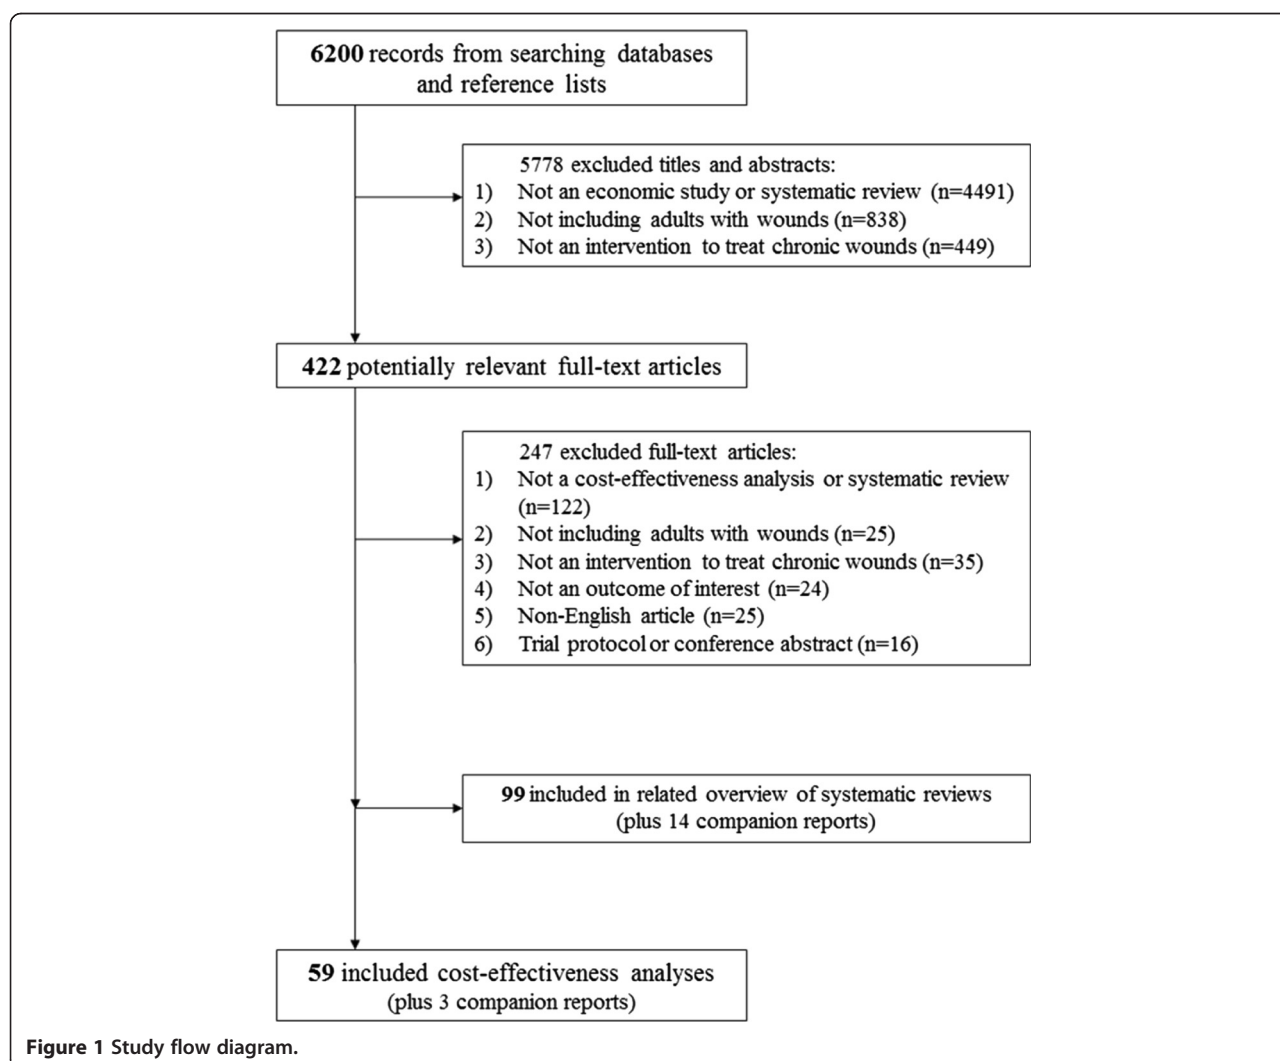 6200 records from searching databases
and reference lists
5778 excluded titles and abstracts:
1) Not an economic study or systematic review (n=4491)
2) Not including adults with wounds (n=838)
3) Not an intervention to treat chronic wounds (n=449)
422 potentially relevant full-text articles
247 excluded full-text articles:
1) Not a cost-effectiveness analysis or systematic review
(n=122)
2) Not including adults with wounds (n=25)
3) Not an intervention to treat chronic wounds (n=35)
4) Not an outcome of interest (n=24)
5) Non-English article (n=25)
6) Trial protocol or conference abstract (n=16)
99 included in related overview of systematic reviews
(plus 14 companion reports)
59 included cost-effectiveness analyses
(plus 3 companion reports)
Figure 1 Study flow diagram.